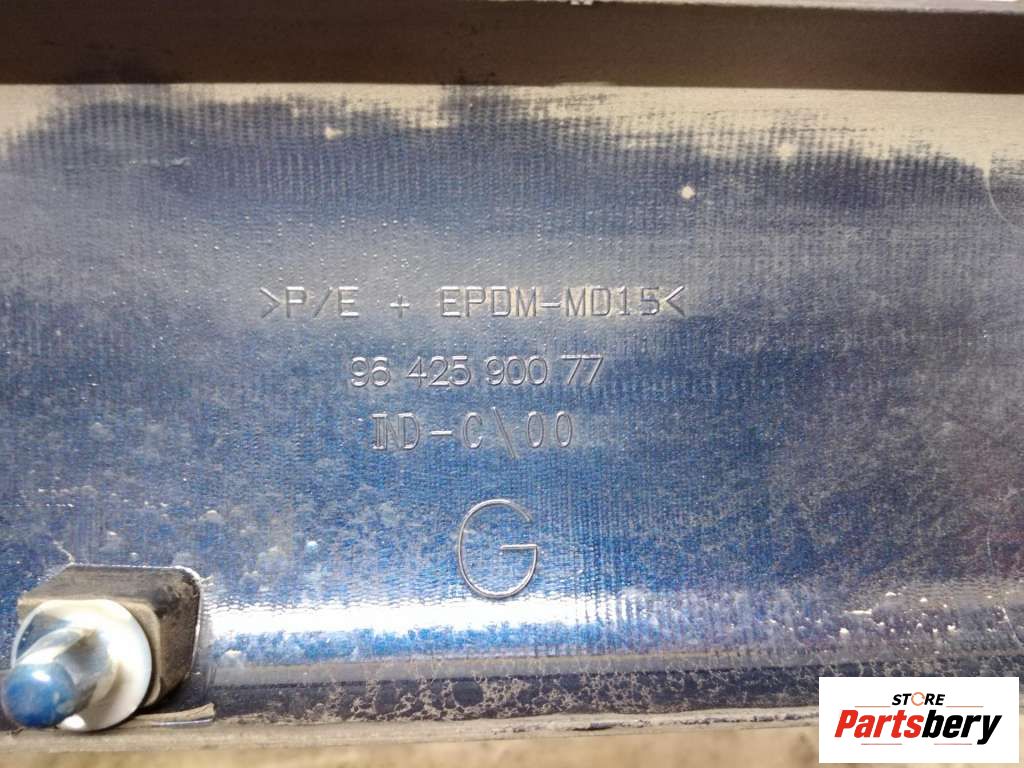 >P/E + EPDM-MD15<
96 425 900 77
IND-C\00
G
STORE
Partsbery